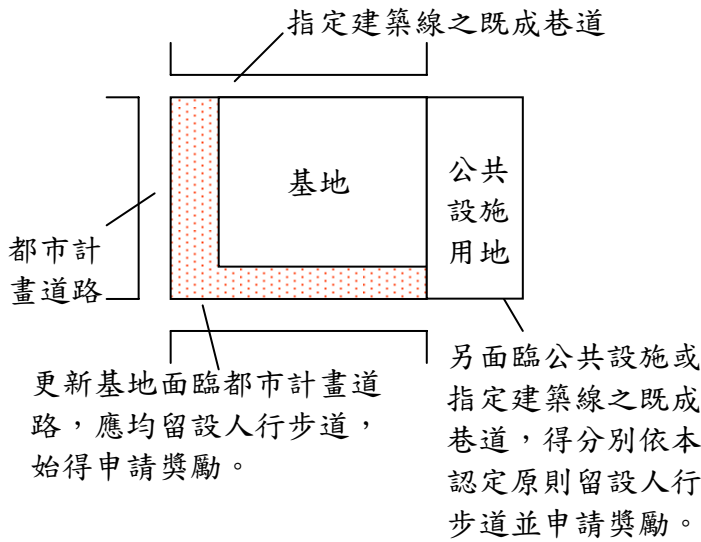 指定建築線之既成巷道
基地
公共
設施
用地
都市計
畫道路
更新基地面臨都市計畫道
路，應均留設人行步道，
始得申請獎勵。
另面臨公共設施或
指定建築線之既成
巷道，得分別依本
認定原則留設人行
步道並申請獎勵。